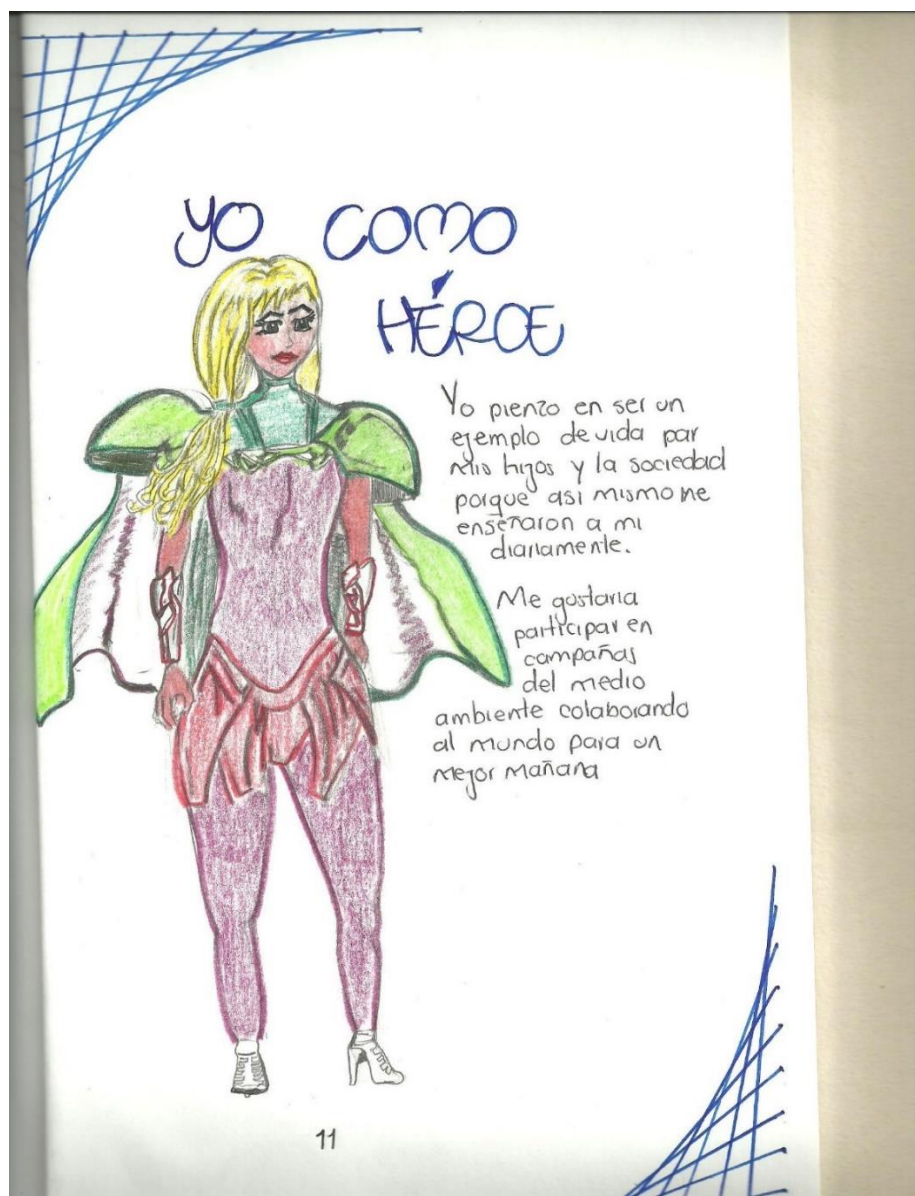 YO COMO
HÉROE
Yo pienzo en ser un
ejemplo de vida par
mis hijos y la sociedad
porque asi mismo me
enseñaron a mi
diariamente.
Me gustaria
participar en
campañas
del medio
ambiente colaborando
al mundo para un
mejor mañana
11